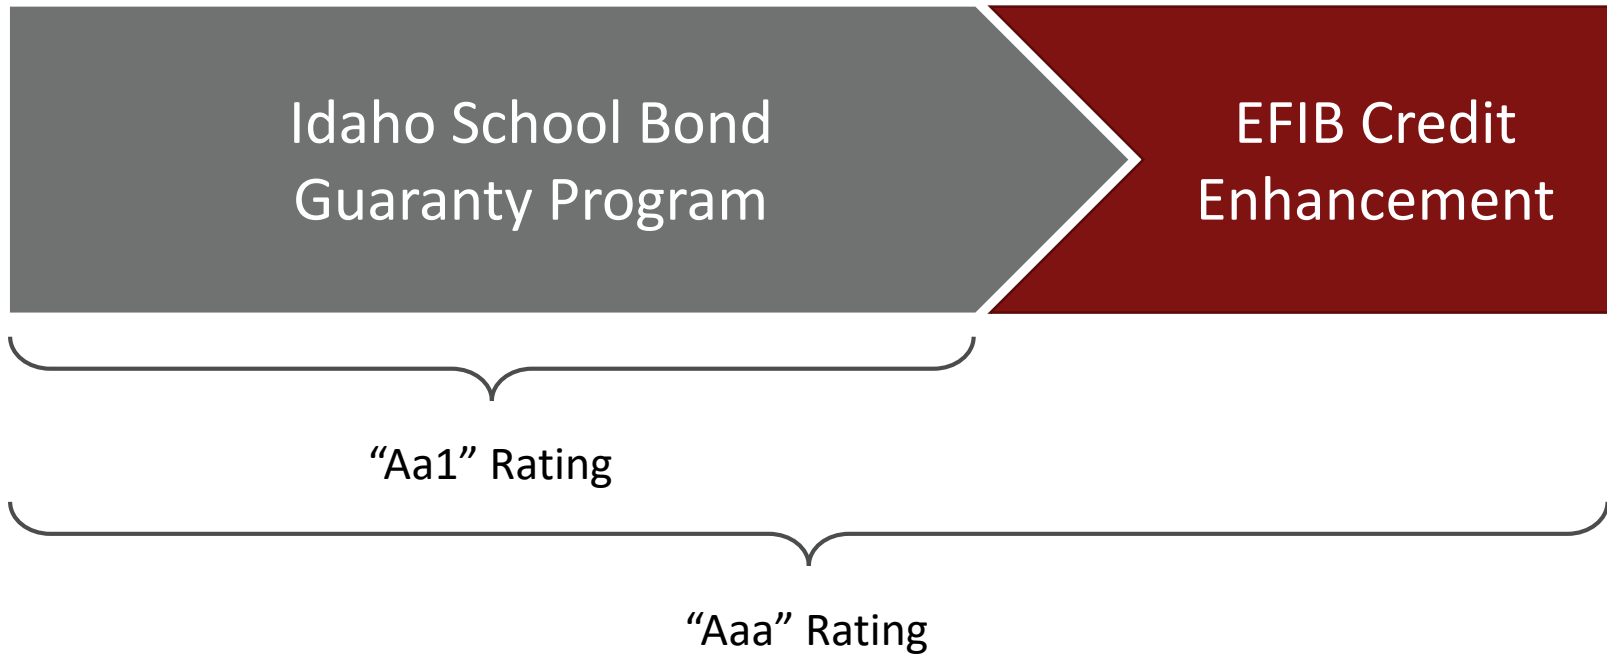 Idaho School Bond
Guaranty Program
EFIB Credit
Enhancement
“Aa1” Rating
“Aaa” Rating